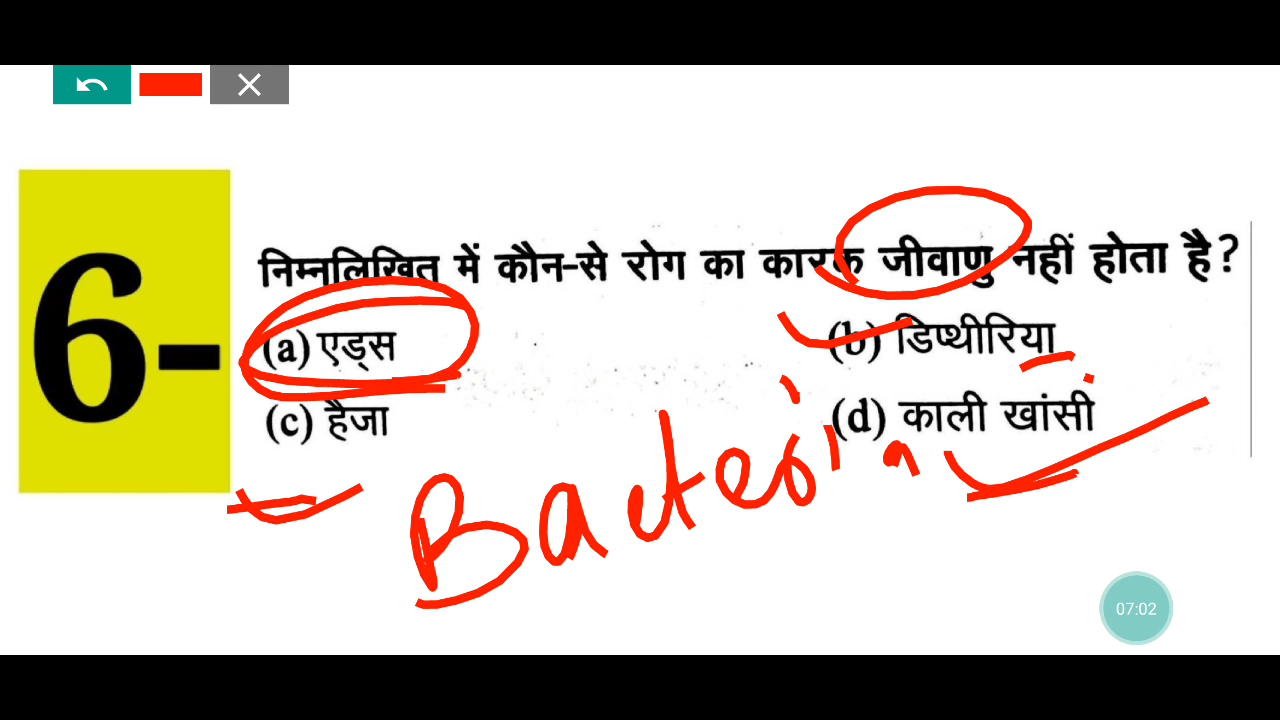 6-
निम्नलिखित में कौन-से रोग का कारक जीवाणु नहीं होता है?
(a) एड्स (b) डिप्थीरिया
(c) हैजा (d) काली खांसी
Bacteria
07:02